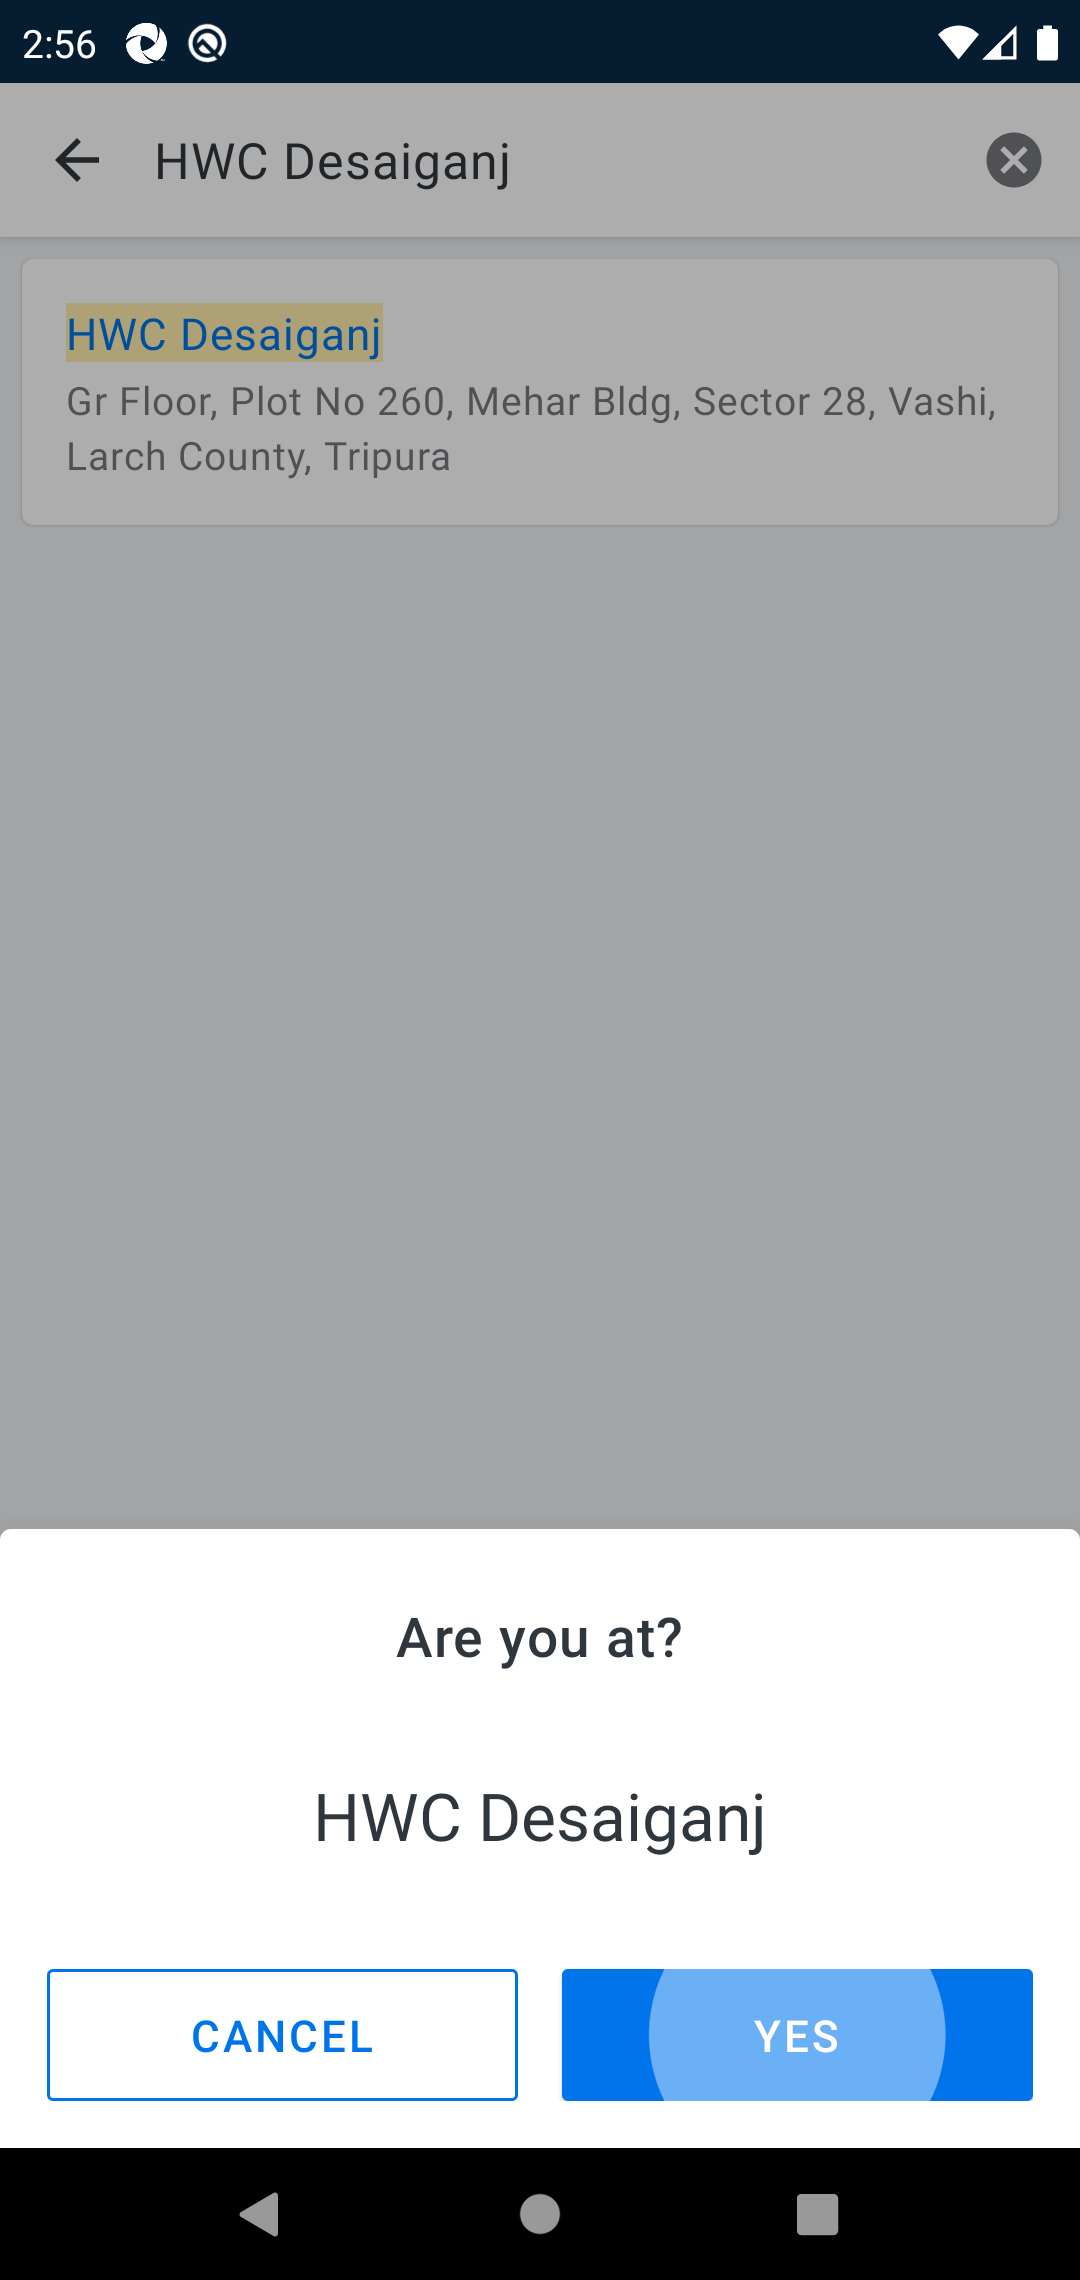 2:56
HWC Desaiganj
HWC Desaiganj
Gr Floor, Plot No 260, Mehar Bldg, Sector 28, Vashi,
Larch County, Tripura
Are you at?
HWC Desaiganj
CANCEL
YES